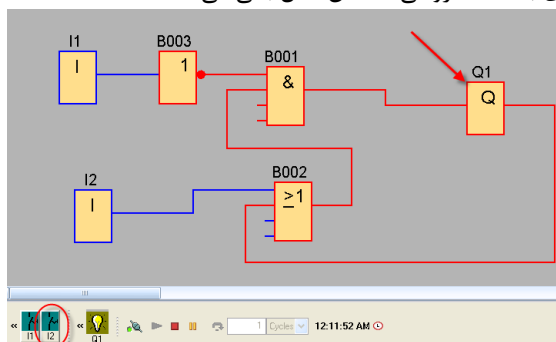 I1
B003
B001
Q1
I
1
&
Q
I2
B002
I
≥1
« I1 I2 « Q1 1 Cycles 12:11:52 AM